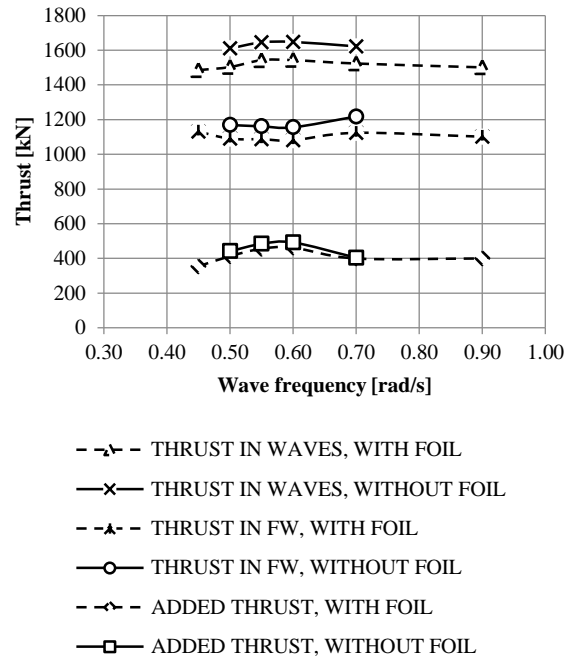 1800
1600
1400
1200
1000
800
600
400
200
0
Thrust [kN]
0.30 0.40 0.50 0.60 0.70 0.80 0.90 1.00
Wave frequency [rad/s]
THRUST IN WAVES, WITH FOIL
THRUST IN WAVES, WITHOUT FOIL
THRUST IN FW, WITH FOIL
THRUST IN FW, WITHOUT FOIL
ADDED THRUST, WITH FOIL
ADDED THRUST, WITHOUT FOIL